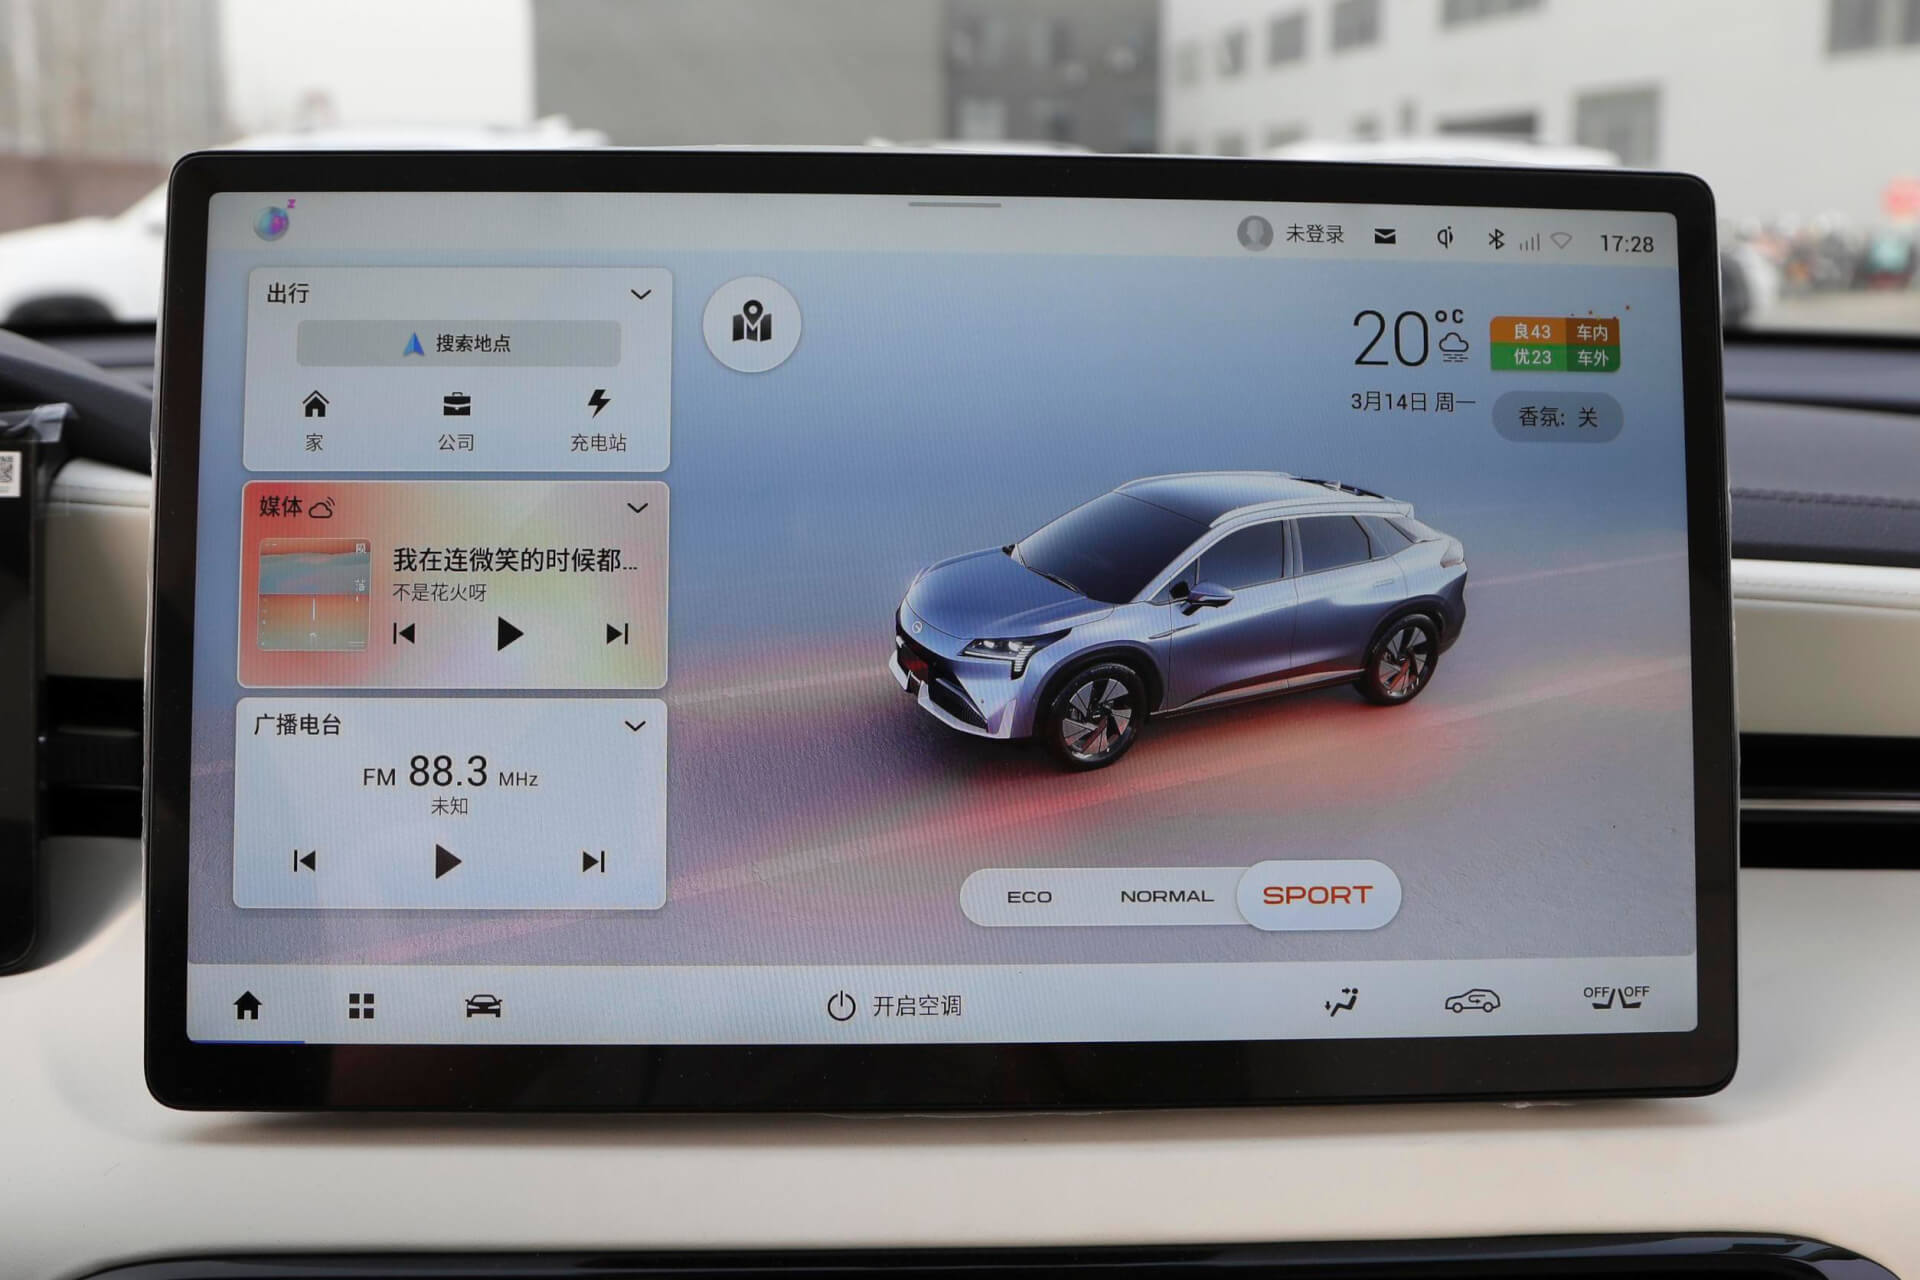 未登录
17:28
出行
搜索地点
家
公司
充电站
20°C
良43 车内
优23 车外
3月14日 周一
香氛: 关
媒体
我在连微笑的时候都...
不是花火呀
广播电台
FM 88.3 MHz
未知
ECO NORMAL SPORT
开启空调
OFF OFF